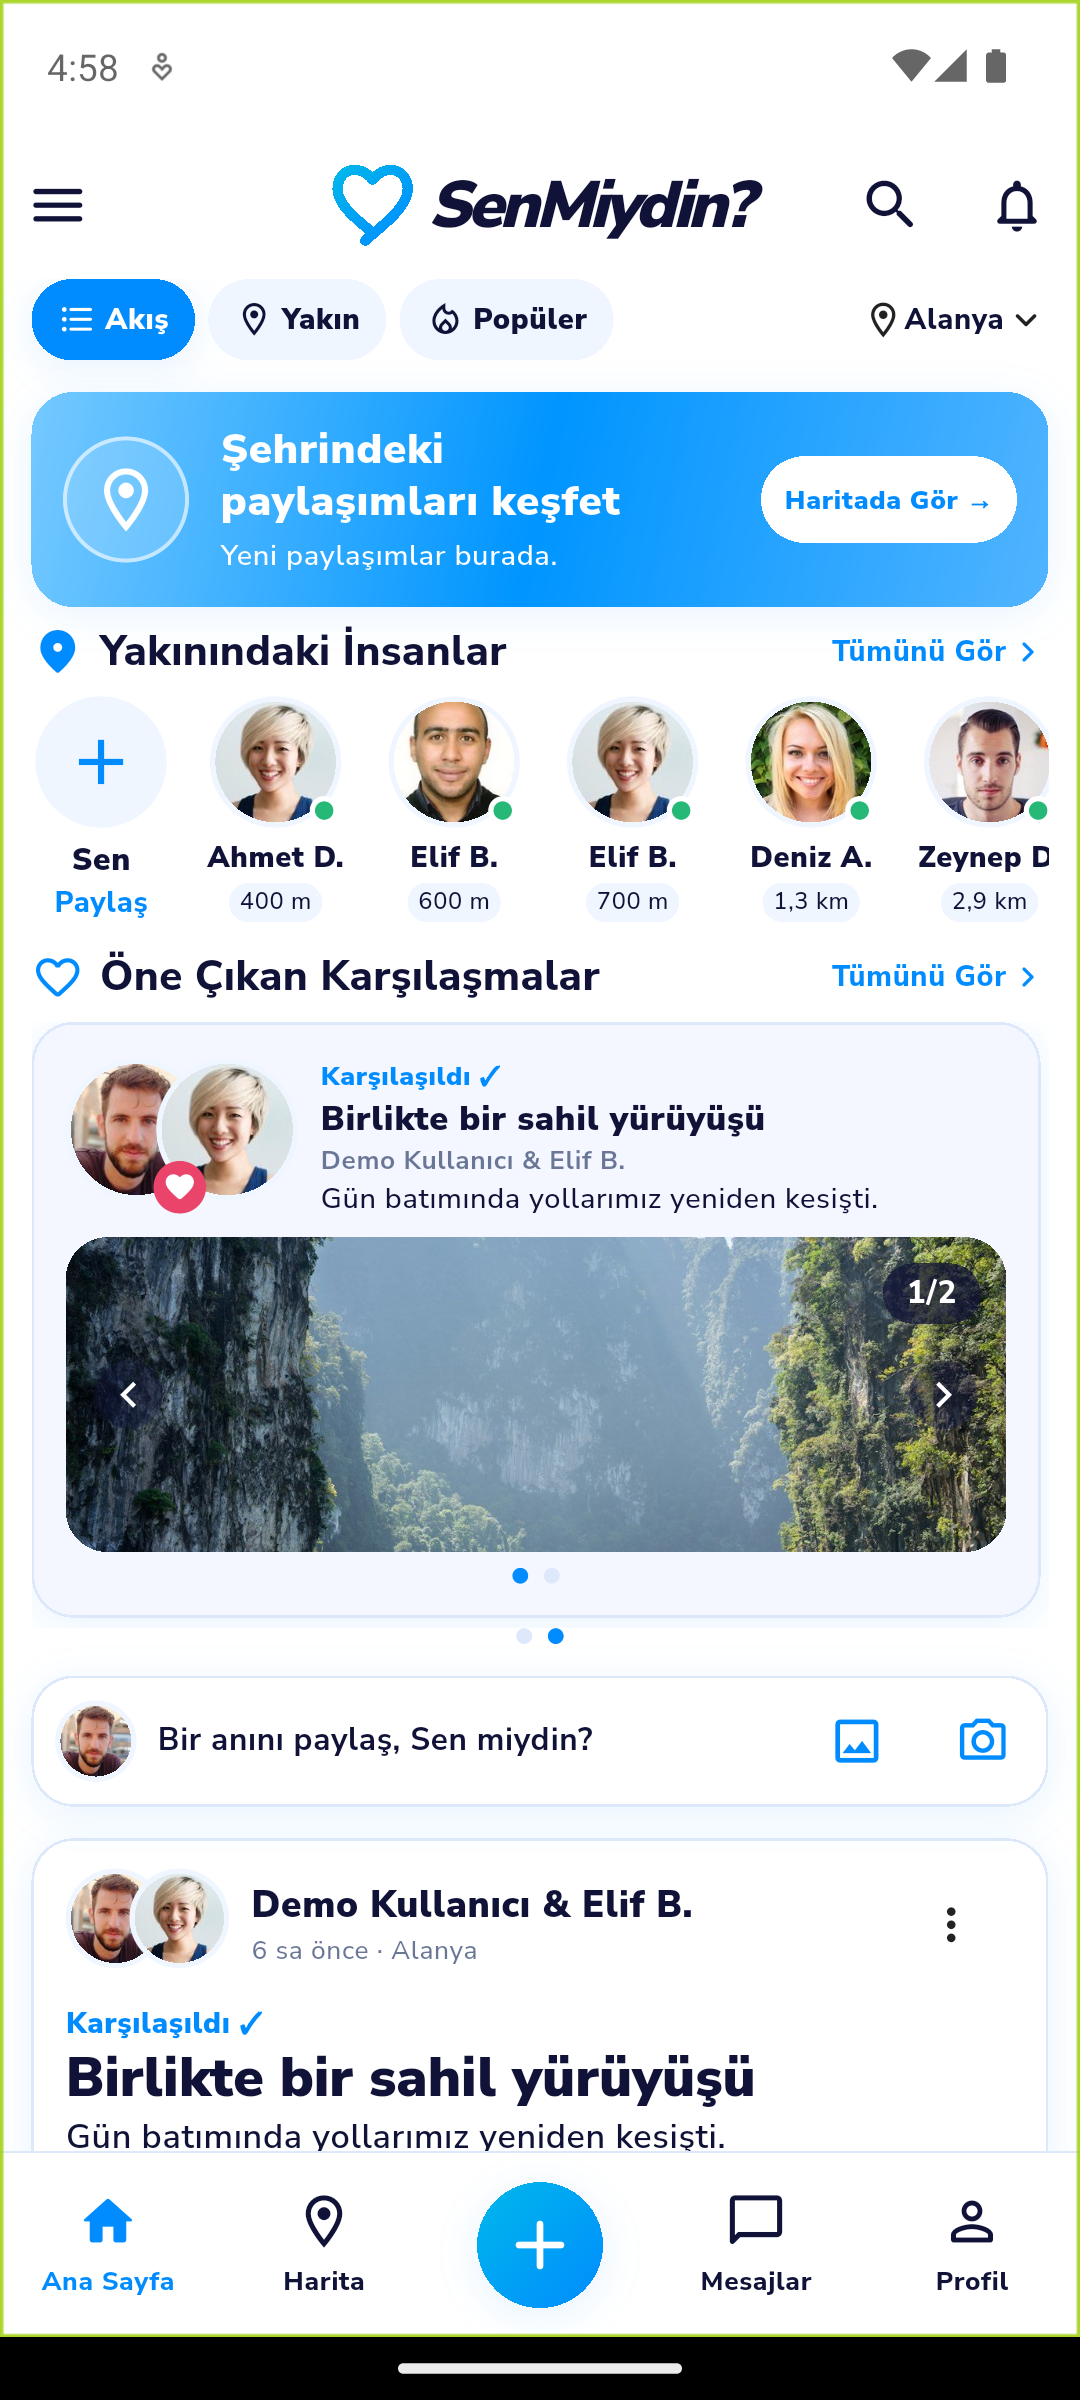 4:58
SenMiydin?
Akış
Yakın
Popüler
Alanya
Şehrindeki
paylaşımları keşfet
Yeni paylaşımlar burada.
Haritada Gör →
Yakınındaki İnsanlar
Tümünü Gör
Sen
Paylaş
Ahmet D.
400 m
Elif B.
600 m
Elif B.
700 m
Deniz A.
1,3 km
Zeynep D
2,9 km
Öne Çıkan Karşılaşmalar
Tümünü Gör
Karşılaşıldı ✓
Birlikte bir sahil yürüyüşü
Demo Kullanıcı & Elif B.
Gün batımında yollarımız yeniden kesişti.
1/2
Bir anını paylaş, Sen miydin?
Demo Kullanıcı & Elif B.
6 sa önce · Alanya
Karşılaşıldı ✓
Birlikte bir sahil yürüyüşü
Gün batımında yollarımız yeniden kesişti.
Ana Sayfa
Harita
Mesajlar
Profil